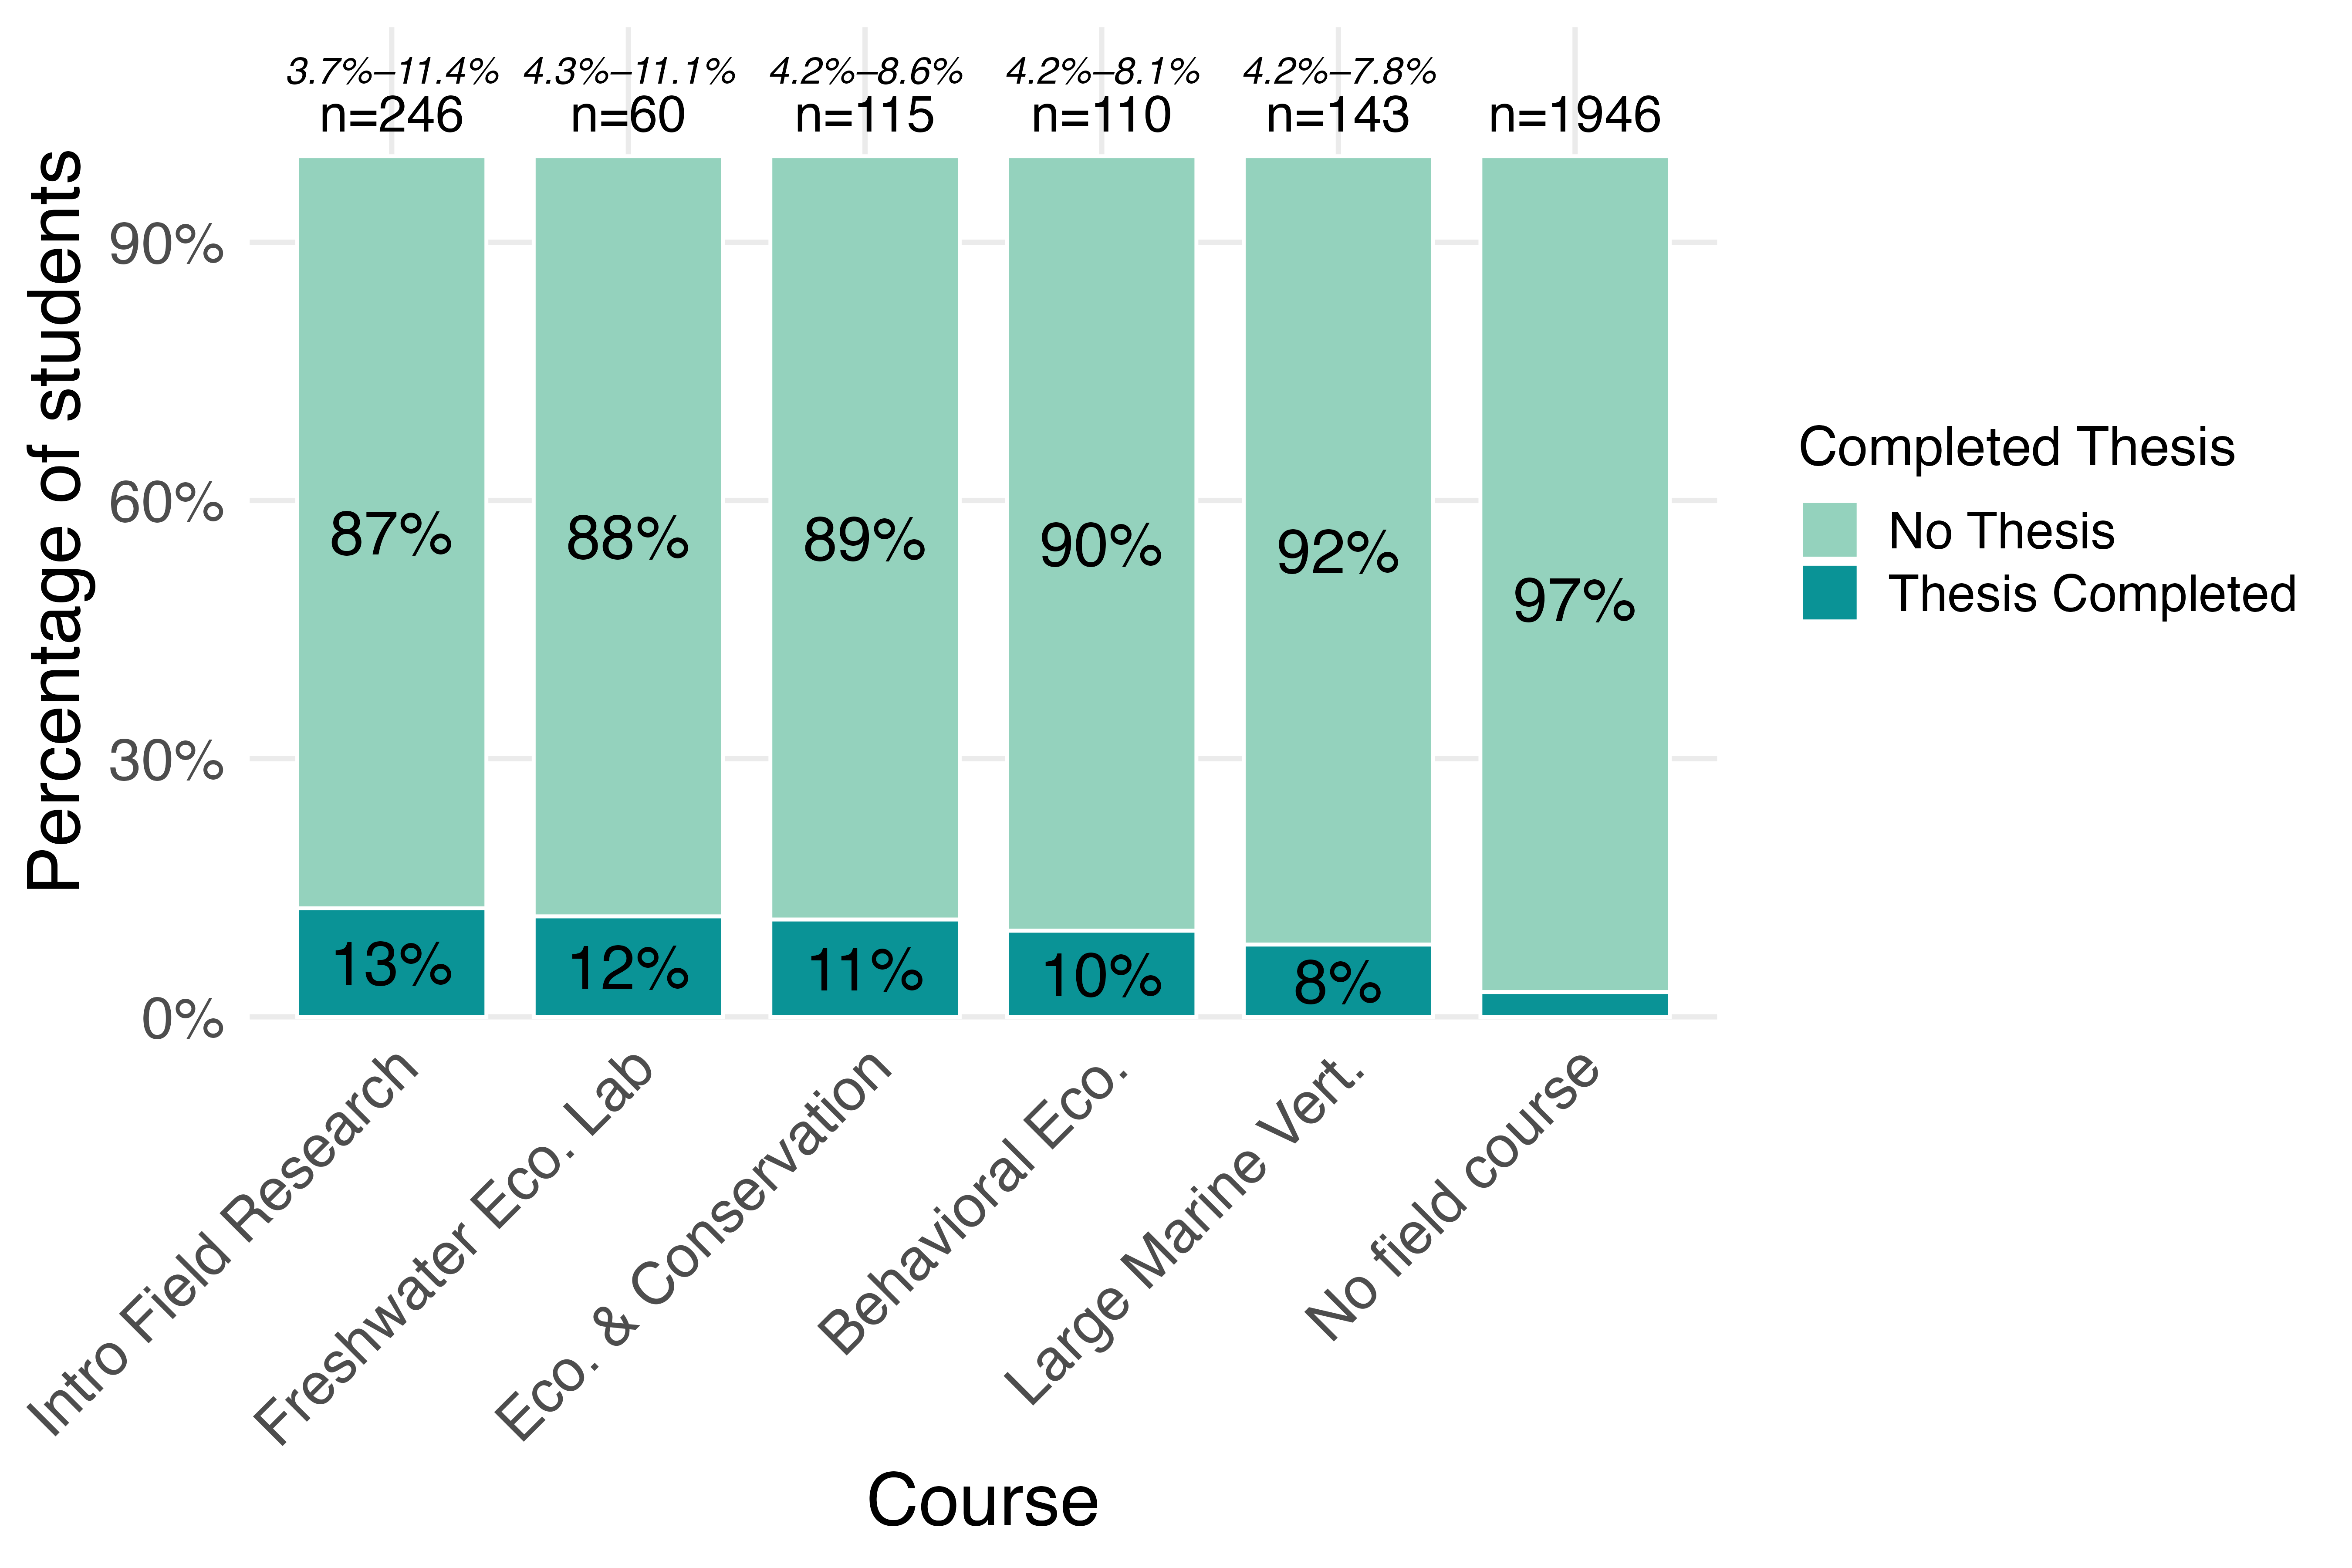 3.7%–11.4% 4.3%–11.1% 4.2%–8.6% 4.2%–8.1% 4.2%–7.8%
n=246 n=60 n=115 n=110 n=143 n=1946
Percentage of students
90%
60%
30%
0%
87% 88% 89% 90% 92% 97%
13% 12% 11% 10% 8%
Intro Field Research
Freshwater Eco. Lab
Eco. & Conservation
Behavioral Eco.
Large Marine Vert.
No field course
Course
Completed Thesis
No Thesis
Thesis Completed